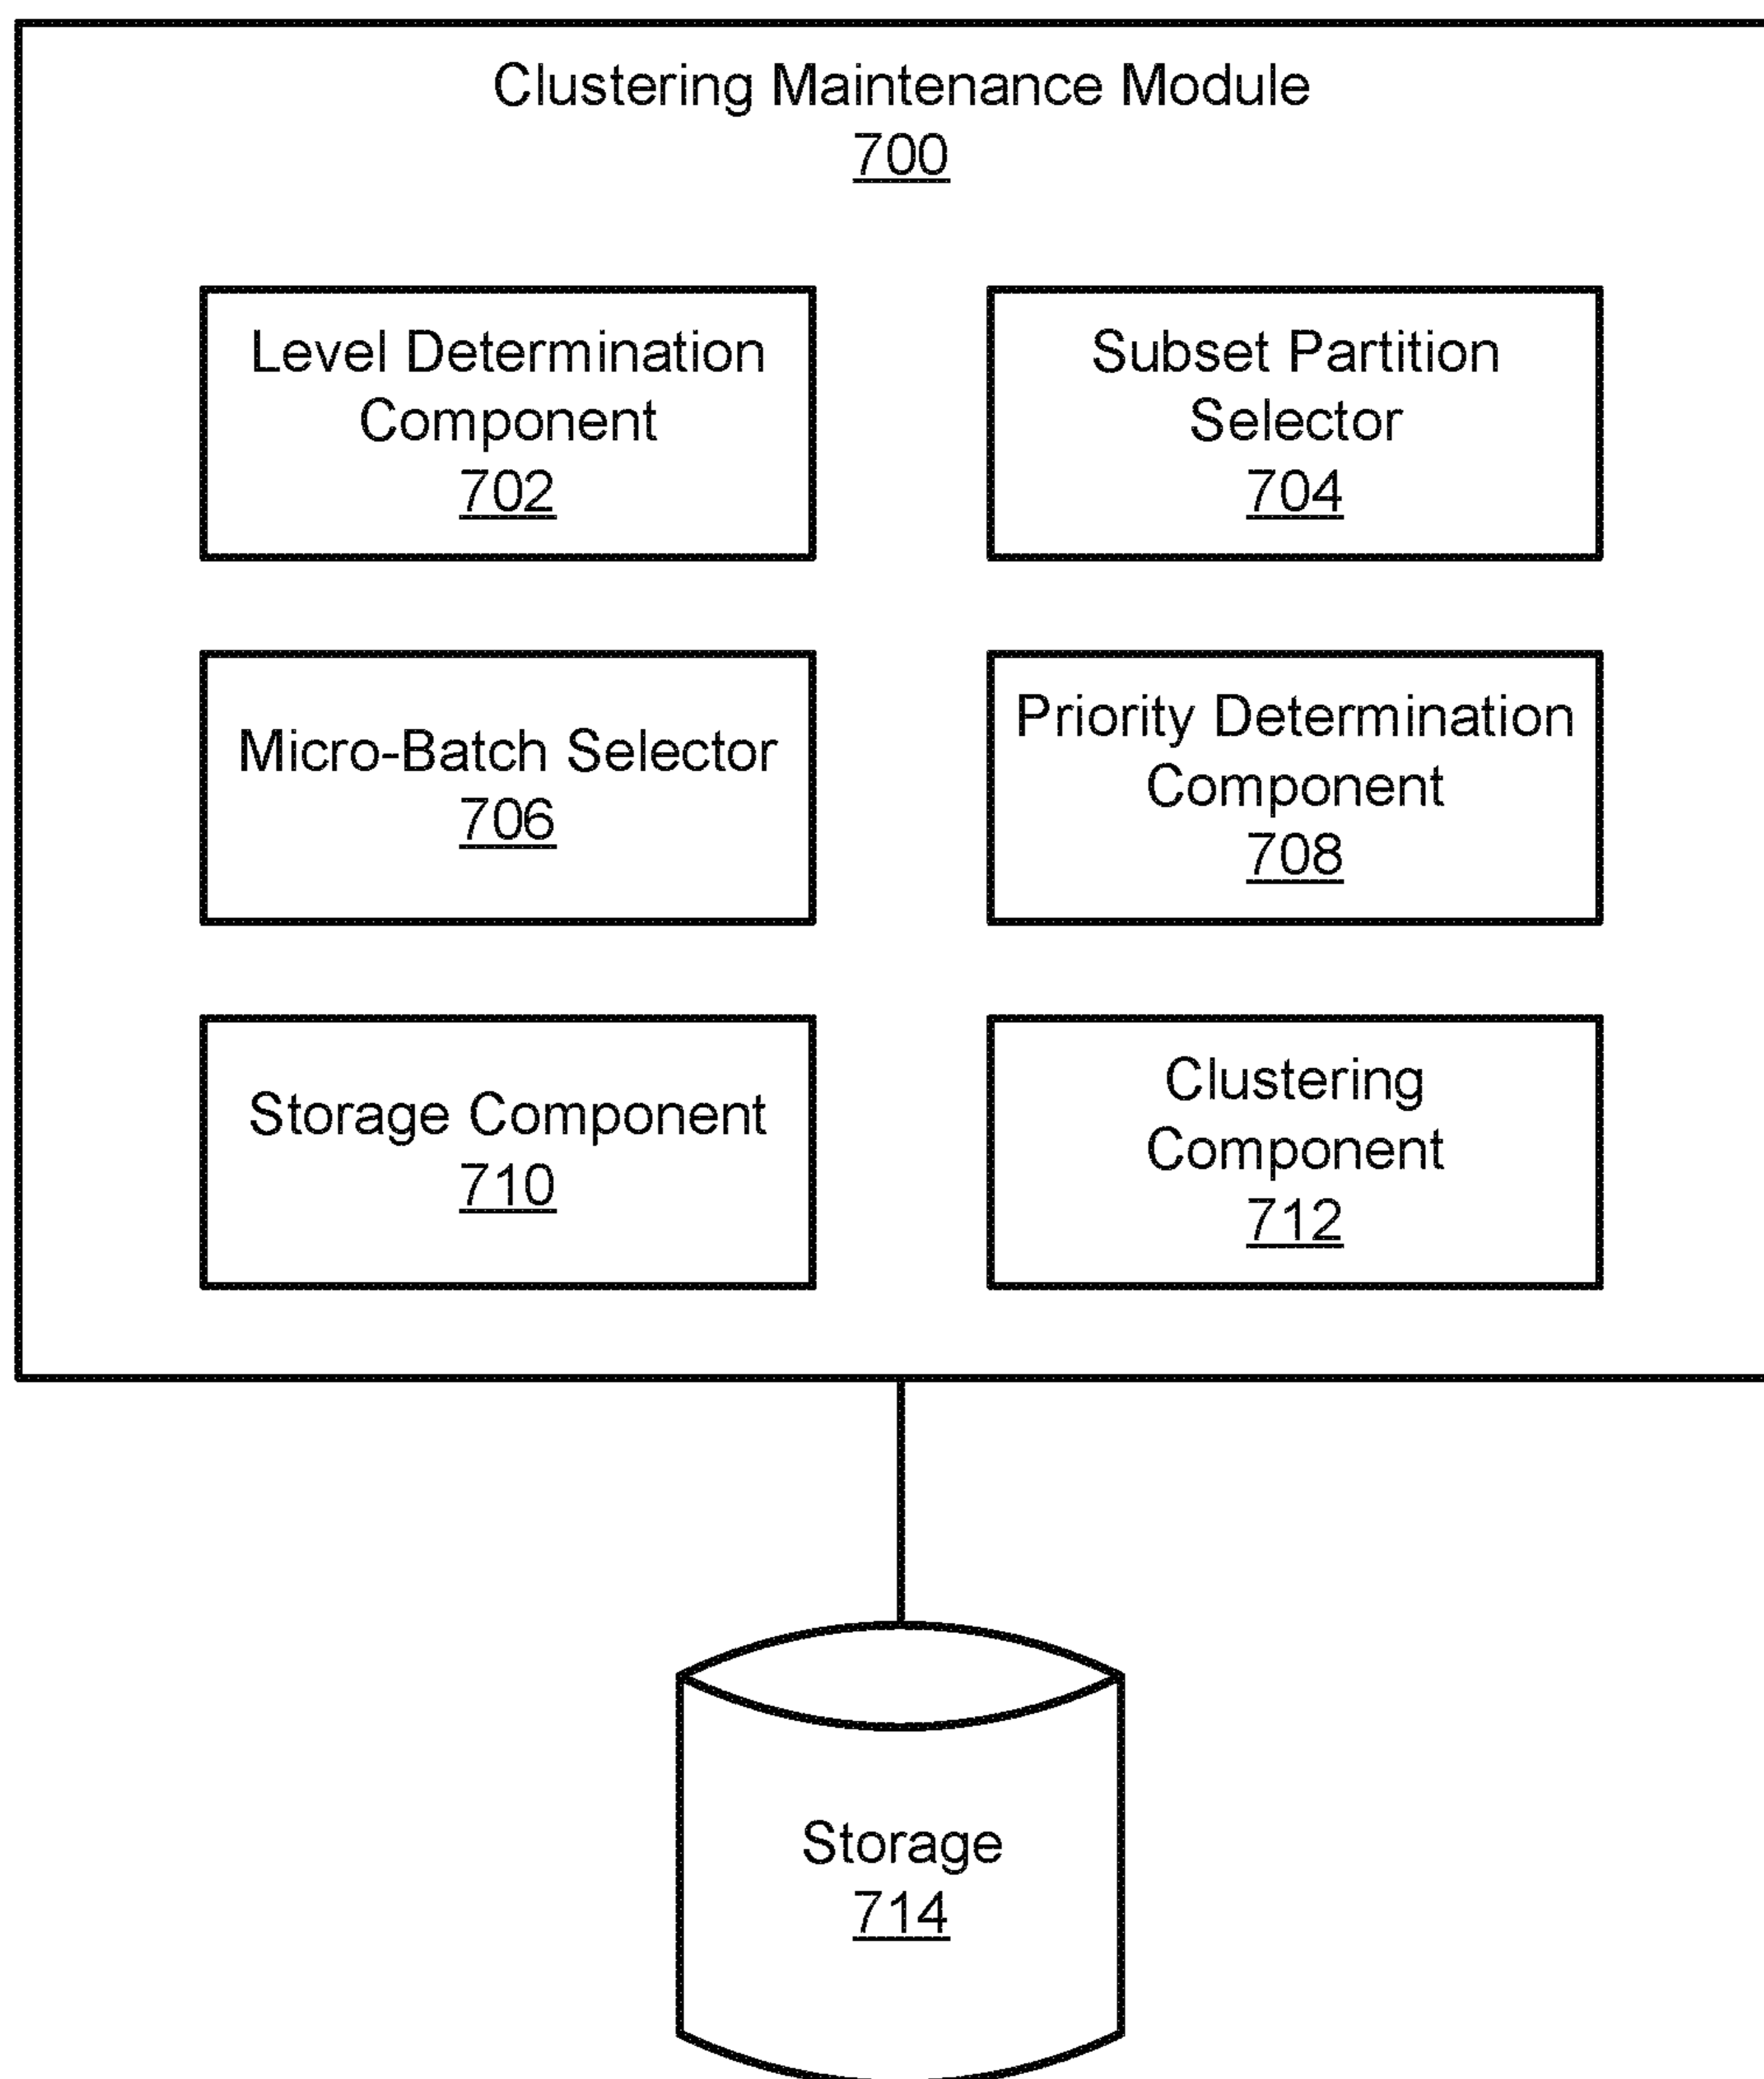 Clustering Maintenance Module
700
Level Determination
Component
702
Subset Partition
Selector
704
Micro-Batch Selector
706
Priority Determination
Component
708
Storage Component
710
Clustering
Component
712
Storage
714